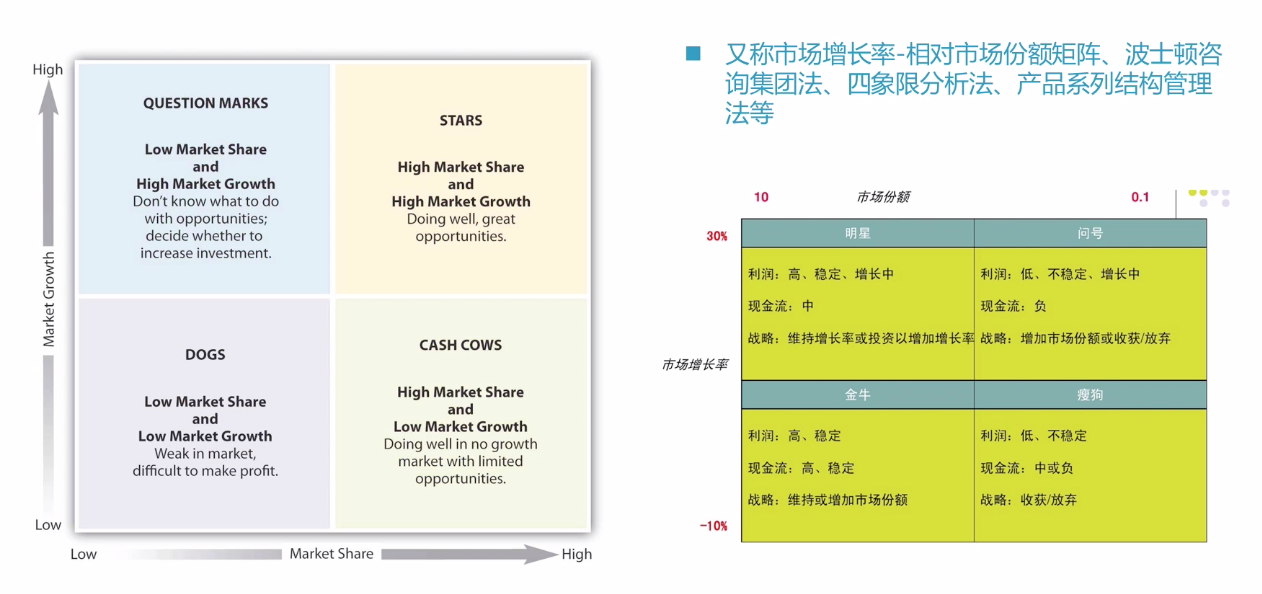 High
QUESTION MARKS
Low Market Share
and
High Market Growth
Don't know what to do
with opportunities;
decide whether to
increase investment.
STARS
High Market Share
and
High Market Growth
Doing well, great
opportunities.
Market Growth
DOGS
Low Market Share
and
Low Market Growth
Weak in market,
difficult to make profit.
CASH COWS
High Market Share
and
Low Market Growth
Doing well in no growth
market with limited
opportunities.
Low
Low
Market Share
High
又称市场增长率-相对市场份额矩阵、波士顿咨
询集团法、四象限分析法、产品系列结构管理
法等
10
市场份额
0.1
30%
明星
利润：高、稳定、增长中
现金流：中
战略：维持增长率或投资以增加增长率
问号
利润：低、不稳定、增长中
现金流：负
战略：增加市场份额或收获/放弃
市场增长率
金牛
利润：高、稳定
现金流：高、稳定
战略：维持或增加市场份额
瘦狗
利润：低、不稳定
现金流：中或负
战略：收获/放弃
-10%